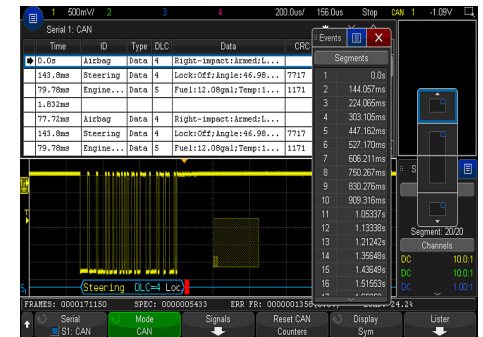 1 500mV/ 2 3 4 200.0us/ 156.0us Stop CAN 1 -1.09V
Serial 1: CAN
Time ID Type DLC Data CRC
0.0s Airbag Data 4 Right-impact:Armed;L...
143.8ms Steering Data 4 Lock:Off;Angle:46.98... 7717
79.78ms Engine... Data 5 Fuel:12.08gal;Temp:1... 1171
1.832ms
77.72ms Airbag Data 4 Right-impact:Armed;L...
143.8ms Steering Data 4 Lock:Off;Angle:46.98... 7717
79.78ms Engine... Data 5 Fuel:12.08gal;Temp:1... 1171
Events X
Segments
1 0.0s
2 144.057ms
3 224.065ms
4 303.105ms
5 447.162ms
6 527.170ms
7 606.211ms
8 750.267ms
9 830.276ms
10 909.316ms
11 1.05337s
12 1.13338s
13 1.21242s
14 1.35648s
15 1.43649s
16 1.51553s
S
Segment: 20/20
Channels
DC 10.0:1
DC 10.0:1
DC 1.00:1
T
S1
Steering DLC=4 Loc
FRAMES: 0000171150 SPEC: 0000005433 ERR FR: 0000001358 24.2%
Serial
S1: CAN
Mode
CAN
Signals
Reset CAN
Counters
Display
Sym
Lister